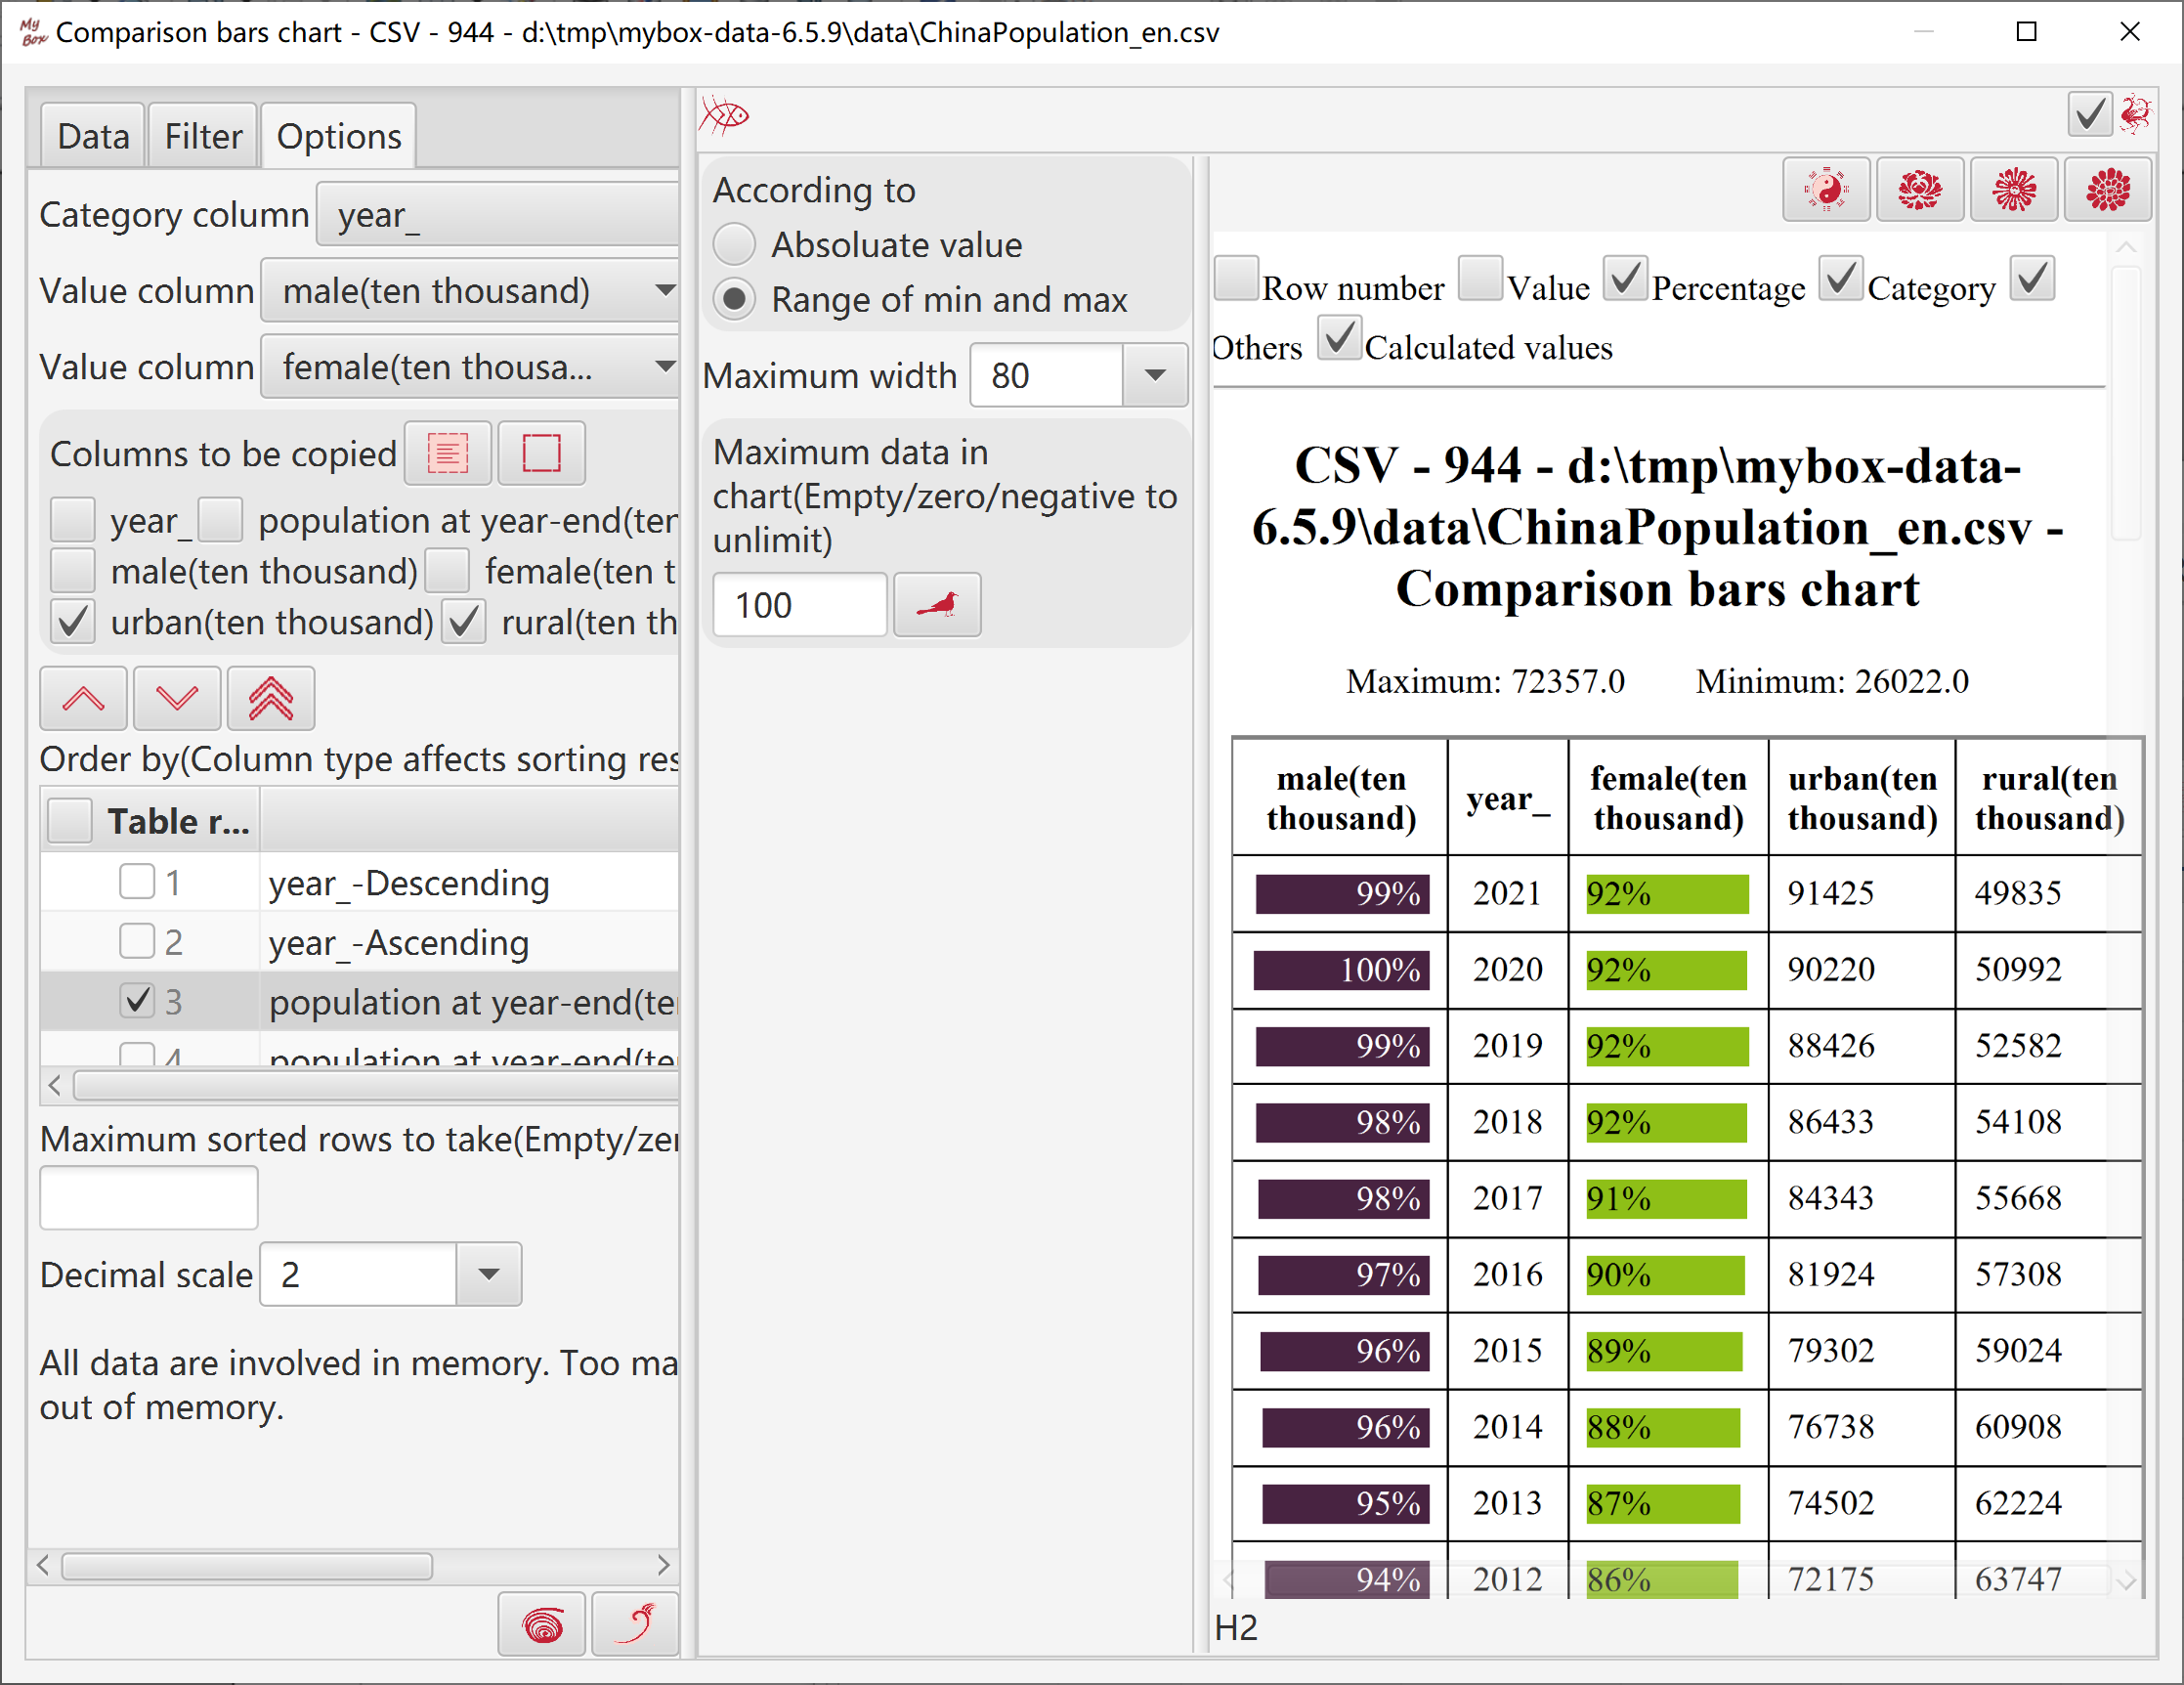 My Box Comparison bars chart - CSV - 944 - d:\tmp\mybox-data-6.5.9\data\ChinaPopulation_en.csv
Data Filter Options
Category column year_
Value column male(ten thousand)
Value column female(ten thousa...
Columns to be copied
year_ population at year-end(ten
male(ten thousand) female(ten t
urban(ten thousand) rural(ten th
Order by(Column type affects sorting res
Table r...
1 year_-Descending
2 year_-Ascending
3 population at year-end(te
4 population at year-end(te
Maximum sorted rows to take(Empty/ze
Decimal scale 2
All data are involved in memory. Too ma
out of memory.
According to
Absoluate value
Range of min and max
Maximum width 80
Maximum data in
chart(Empty/zero/negative to
unlimit)
100
Row number Value Percentage Category
Others Calculated values
CSV - 944 - d:\tmp\mybox-data-
6.5.9\data\ChinaPopulation_en.csv -
Comparison bars chart
Maximum: 72357.0 Minimum: 26022.0
male(ten thousand) year_ female(ten thousand) urban(ten thousand) rural(ten thousand)
99% 2021 92% 91425 49835
100% 2020 92% 90220 50992
99% 2019 92% 88426 52582
98% 2018 92% 86433 54108
98% 2017 91% 84343 55668
97% 2016 90% 81924 57308
96% 2015 89% 79302 59024
96% 2014 88% 76738 60908
95% 2013 87% 74502 62224
94% 2012 86% 72175 63747
H2